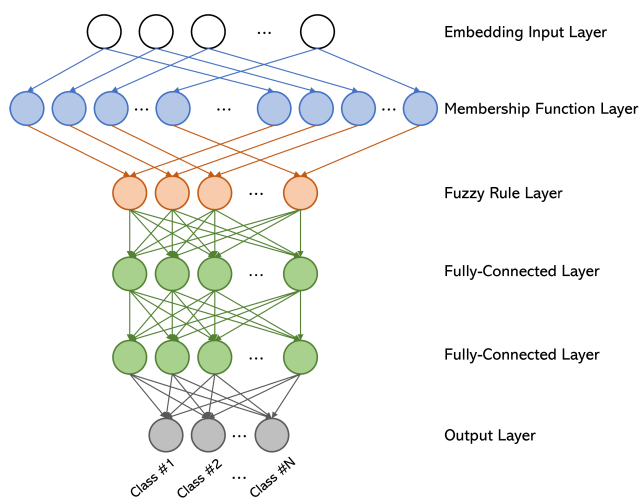 Embedding Input Layer
...
Membership Function Layer
... ... ...
Fuzzy Rule Layer
...
Fully-Connected Layer
...
Fully-Connected Layer
...
Output Layer
...
Class #1 Class #2 ... Class #N